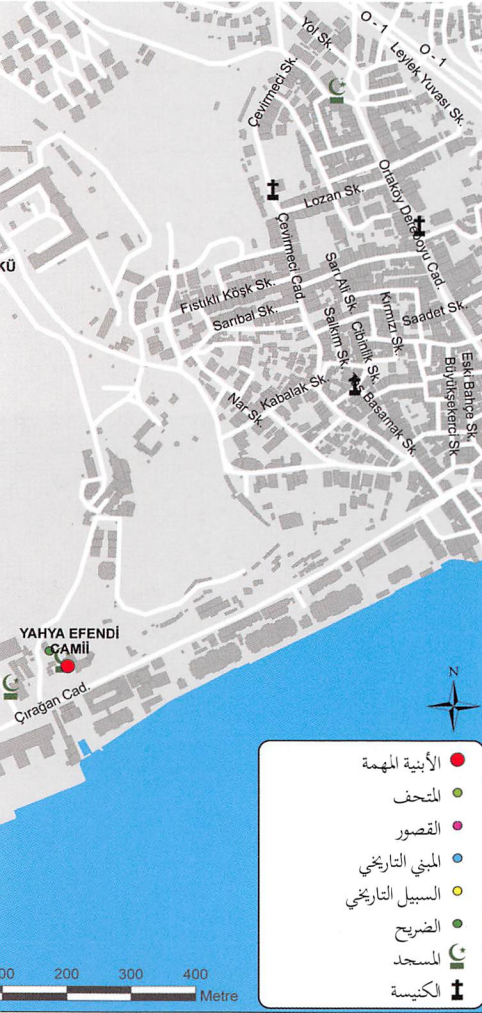 Yol Sk.
O - 1
O - 1
Leylek Yuvası Sk.
Çevirmeci Sk.
Lozan Sk.
Ortaköy Dereboyu Cad.
Çevirmeci Cad.
KÜ
Fıstıklı Köşk Sk.
Sarıbal Sk.
Sarı Ali Sk.
Kırmızı Sk.
Saadet Sk.
Salkım Sk.
Cibinlik Sk.
Eski Bahçe Sk.
Büyükşekerci Sk
Kabalak Sk.
Nar Sk.
Basamak Sk.
YAHYA EFENDİ
CAMİİ
Çırağan Cad.
N
الأبنية المهمة
المتحف
القصور
المبني التاريخي
السبيل التاريخي
الضريح
المسجد
الكنيسة
00 200 300 400
Metre